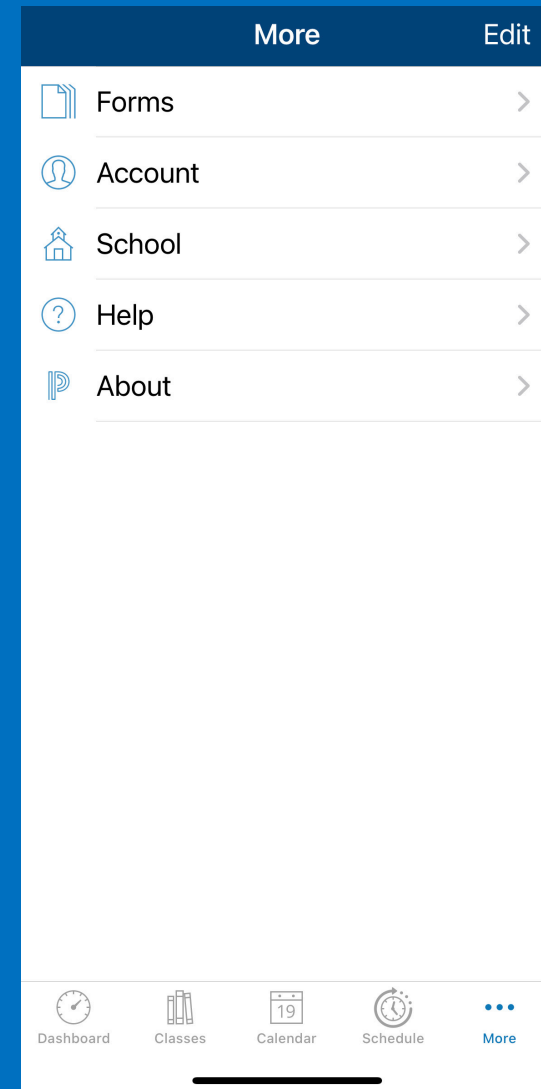 More Edit
Forms
Account
School
? Help
About
19
Dashboard Classes Calendar Schedule More